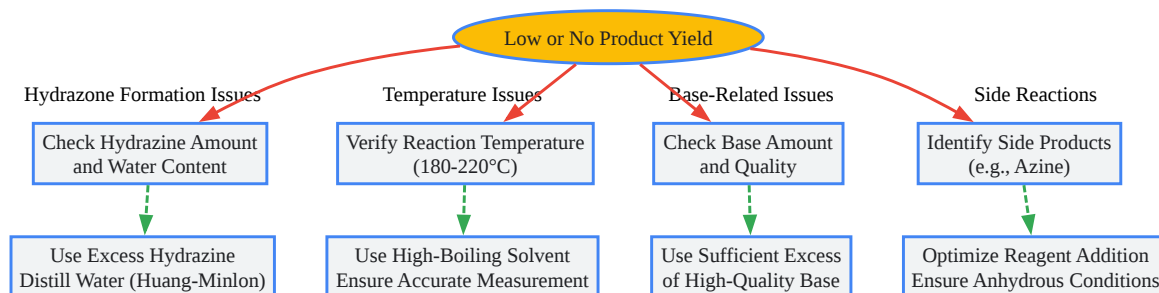 Low or No Product Yield
Hydrazone Formation Issues
Temperature Issues
Base-Related Issues
Side Reactions
Check Hydrazine Amount
and Water Content
Verify Reaction Temperature
(180-220°C)
Check Base Amount
and Quality
Identify Side Products
(e.g., Azine)
Use Excess Hydrazine
Distill Water (Huang-Minlon)
Use High-Boiling Solvent
Ensure Accurate Measurement
Use Sufficient Excess
of High-Quality Base
Optimize Reagent Addition
Ensure Anhydrous Conditions